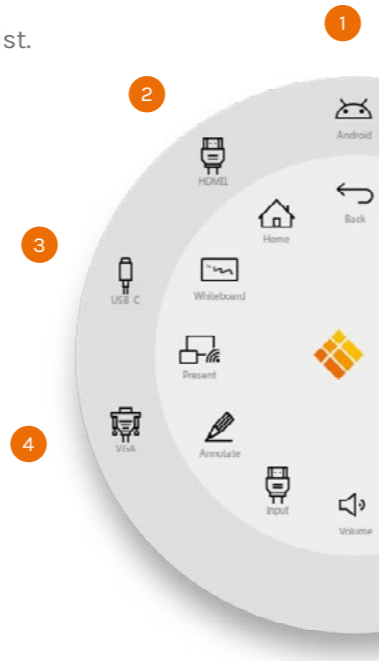 st.
1
2
Android
HDMI1
Back
Home
3
Whiteboard
USB-C
Present
4
VGA
Annotate
Input
Volume